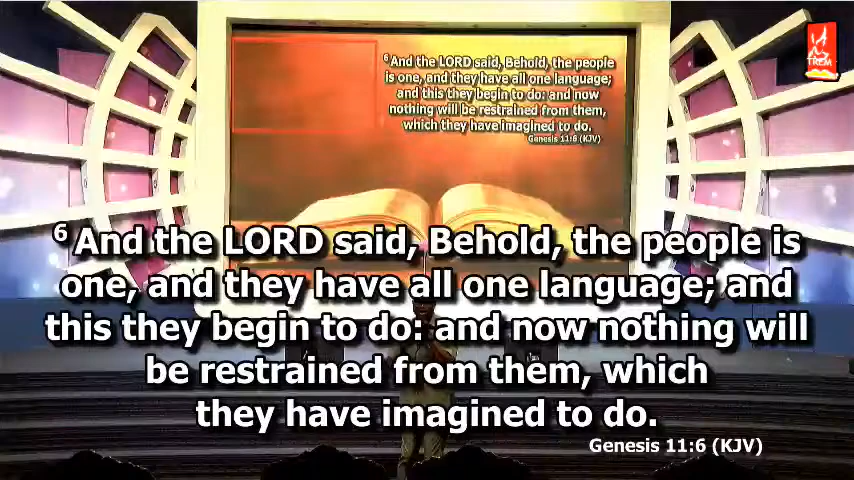 ⁶And the LORD said, Behold, the people
is one, and they have all one language;
and this they begin to do: and now
nothing will be restrained from them,
which they have imagined to do.
Genesis 11:6 (KJV)
TREM
⁶ And the LORD said, Behold, the people is
one, and they have all one language; and
this they begin to do: and now nothing will
be restrained from them, which
they have imagined to do.
Genesis 11:6 (KJV)